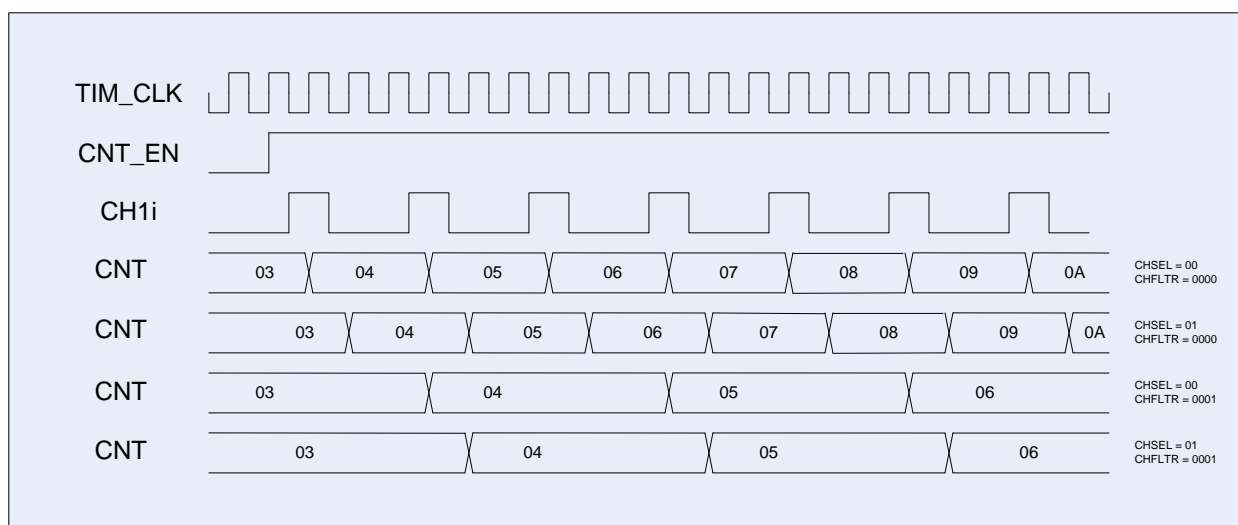 TIM_CLK
CNT_EN
CH1i
CNT 03 04 05 06 07 08 09 0A CHSEL = 00
CHFLTR = 0000
CNT 03 04 05 06 07 08 09 0A CHSEL = 01
CHFLTR = 0000
CNT 03 04 05 06 CHSEL = 00
CHFLTR = 0001
CNT 03 04 05 06 CHSEL = 01
CHFLTR = 0001